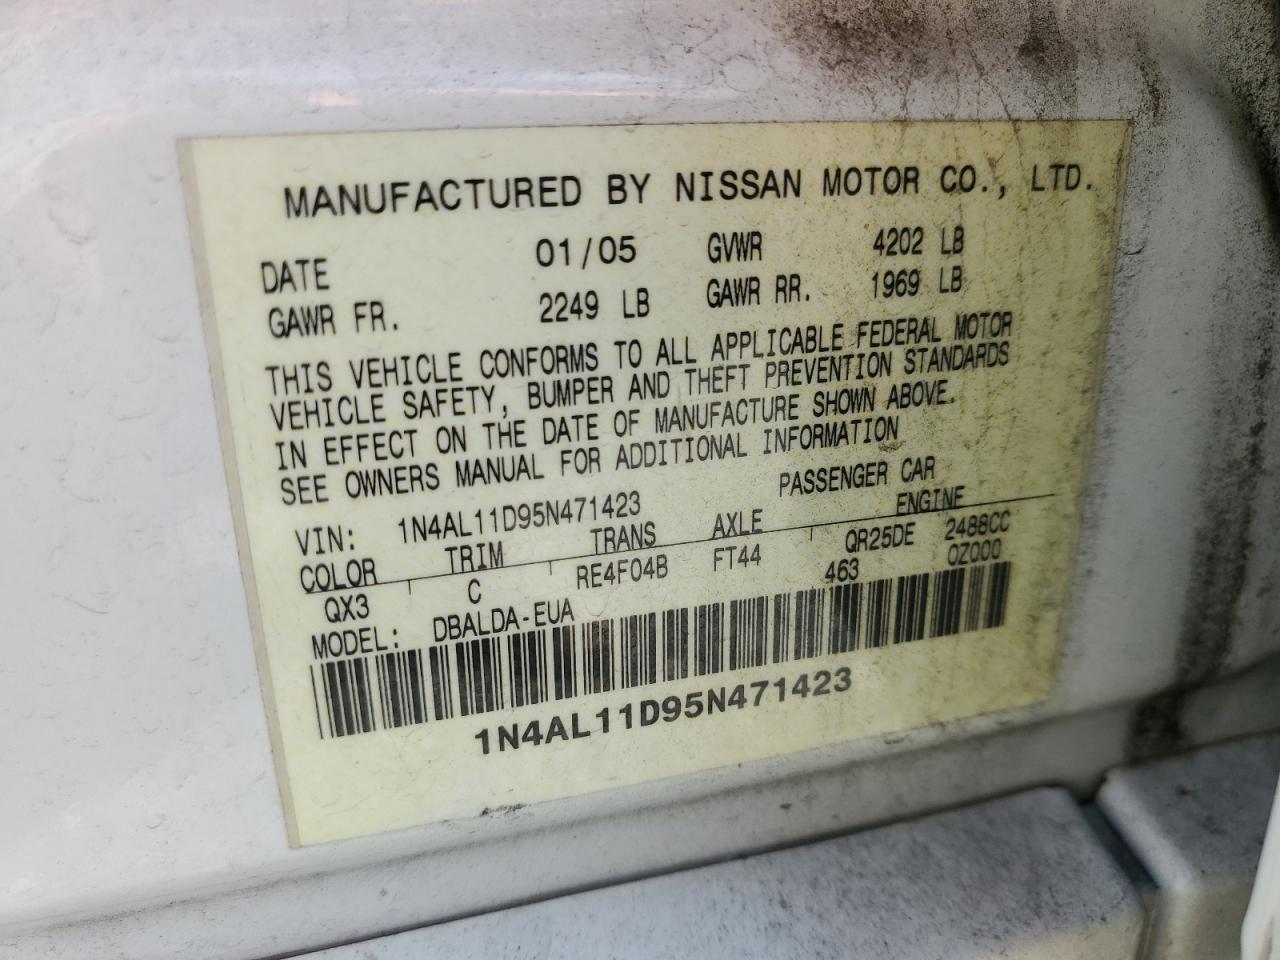 MANUFACTURED BY NISSAN MOTOR CO., LTD.
DATE 01/05 GVWR 4202 LB
GAWR FR. 2249 LB GAWR RR. 1969 LB
THIS VEHICLE CONFORMS TO ALL APPLICABLE FEDERAL MOTOR
VEHICLE SAFETY, BUMPER AND THEFT PREVENTION STANDARDS
IN EFFECT ON THE DATE OF MANUFACTURE SHOWN ABOVE.
SEE OWNERS MANUAL FOR ADDITIONAL INFORMATION
VIN: 1N4AL11D95N471423 PASSENGER CAR
COLOR TRIM TRANS AXLE ENGINE
QX3 C RE4F04B FT44 QR25DE 2488CC
MODEL: DBALDA-EUA 463 0Z000
1N4AL11D95N471423